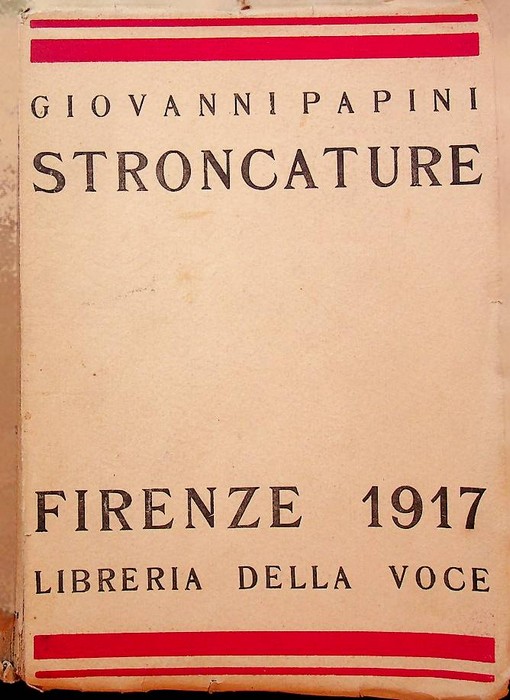 GIOVANNI PAPINI
STRONCATURE
FIRENZE 1917
LIBRERIA DELLA VOCE